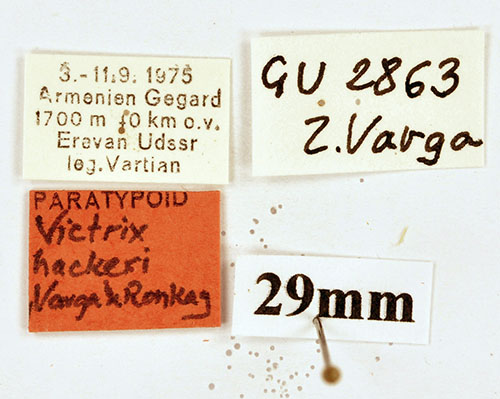 3.-11.9. 1975
Armenien Gegard
1700 m 10 km o.v.
Erevan Udssr
leg. Vartian
GU 2863
Z. Varga
PARATYPOID
Victrix
hackeri
Varga & Ronkay
29mm